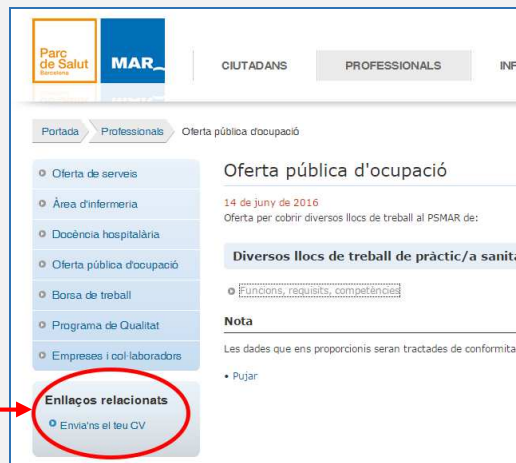 Parc
de Salut
Barcelona
MAR
CIUTADANS PROFESSIONALS INF
Portada Professionals Oferta pública d'ocupació
Oferta de serveis
Àrea d'infermeria
Docència hospitalària
Oferta pública d'ocupació
Borsa de treball
Programa de Qualitat
Empreses i col·laboradors
Enllaços relacionats
Envia'ns el teu CV
Oferta pública d'ocupació
14 de juny de 2016
Oferta per cobrir diversos llocs de treball al PSMAR de:
Diversos llocs de treball de pràctic/a sanita
Funcions, requisits, competències
Nota
Les dades que ens proporcionis seran tractades de conformita
• Pujar